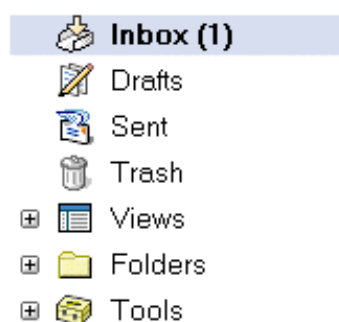 Inbox (1)
Drafts
Sent
Trash
Views
Folders
Tools